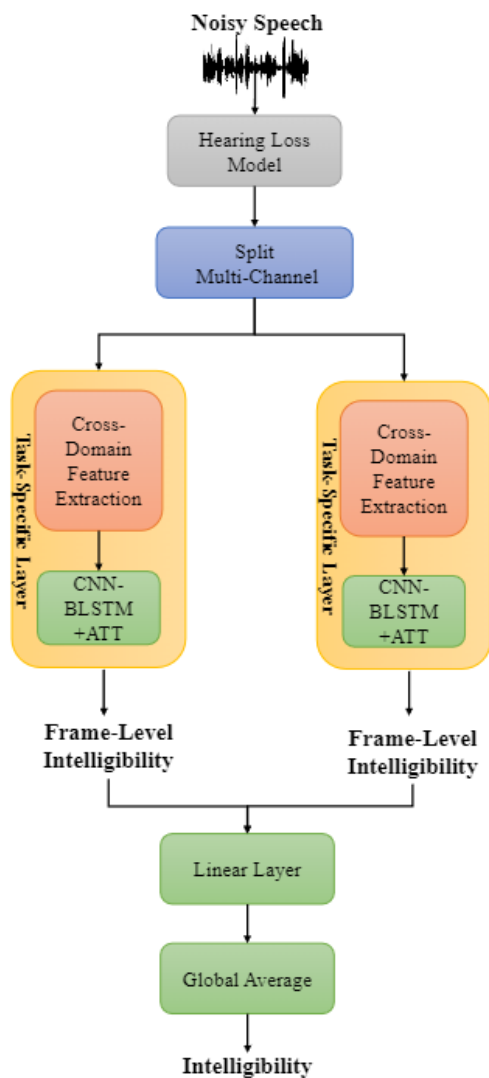 Noisy Speech
Hearing Loss
Model
Split
Multi-Channel
Task-Specific Layer
Cross-
Domain
Feature
Extraction
CNN-
BLSTM
+ATT
Task-Specific Layer
Cross-
Domain
Feature
Extraction
CNN-
BLSTM
+ATT
Frame-Level
Intelligibility
Frame-Level
Intelligibility
Linear Layer
Global Average
Intelligibility